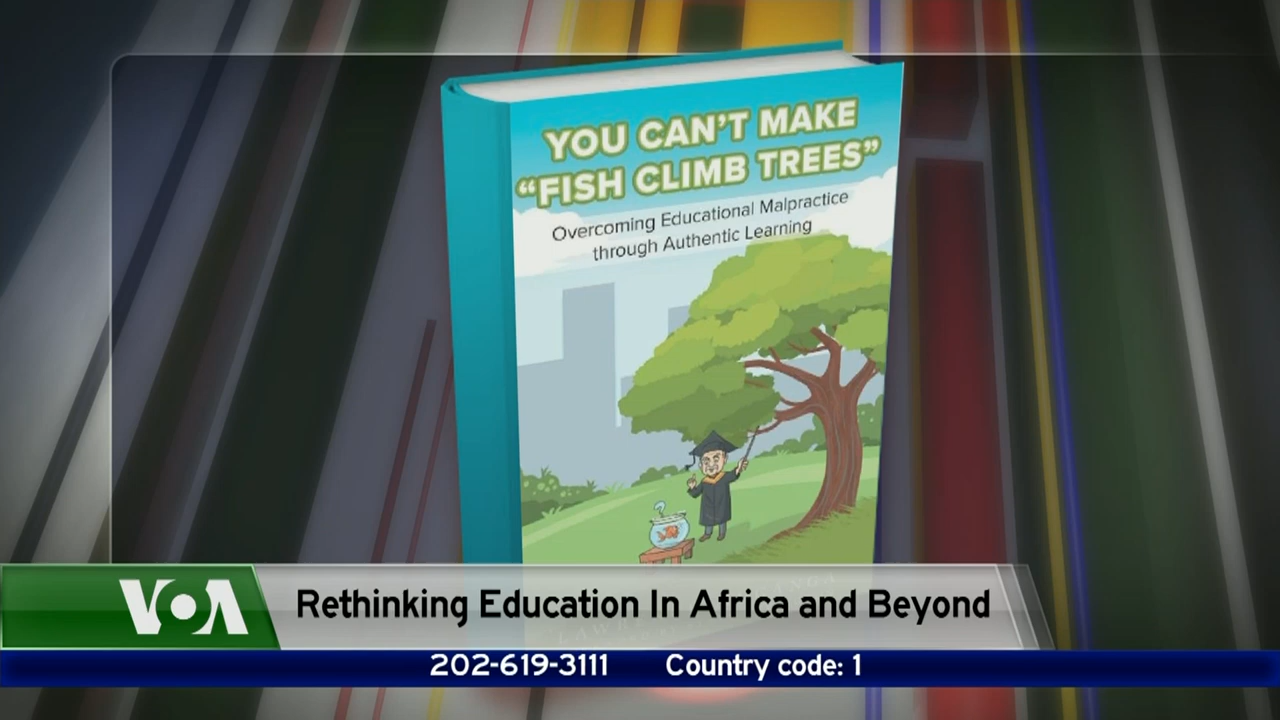 YOU CAN'T MAKE
“FISH CLIMB TREES”
Overcoming Educational Malpractice
through Authentic Learning
?
VOA
Rethinking Education In Africa and Beyond
202-619-3111 Country code: 1